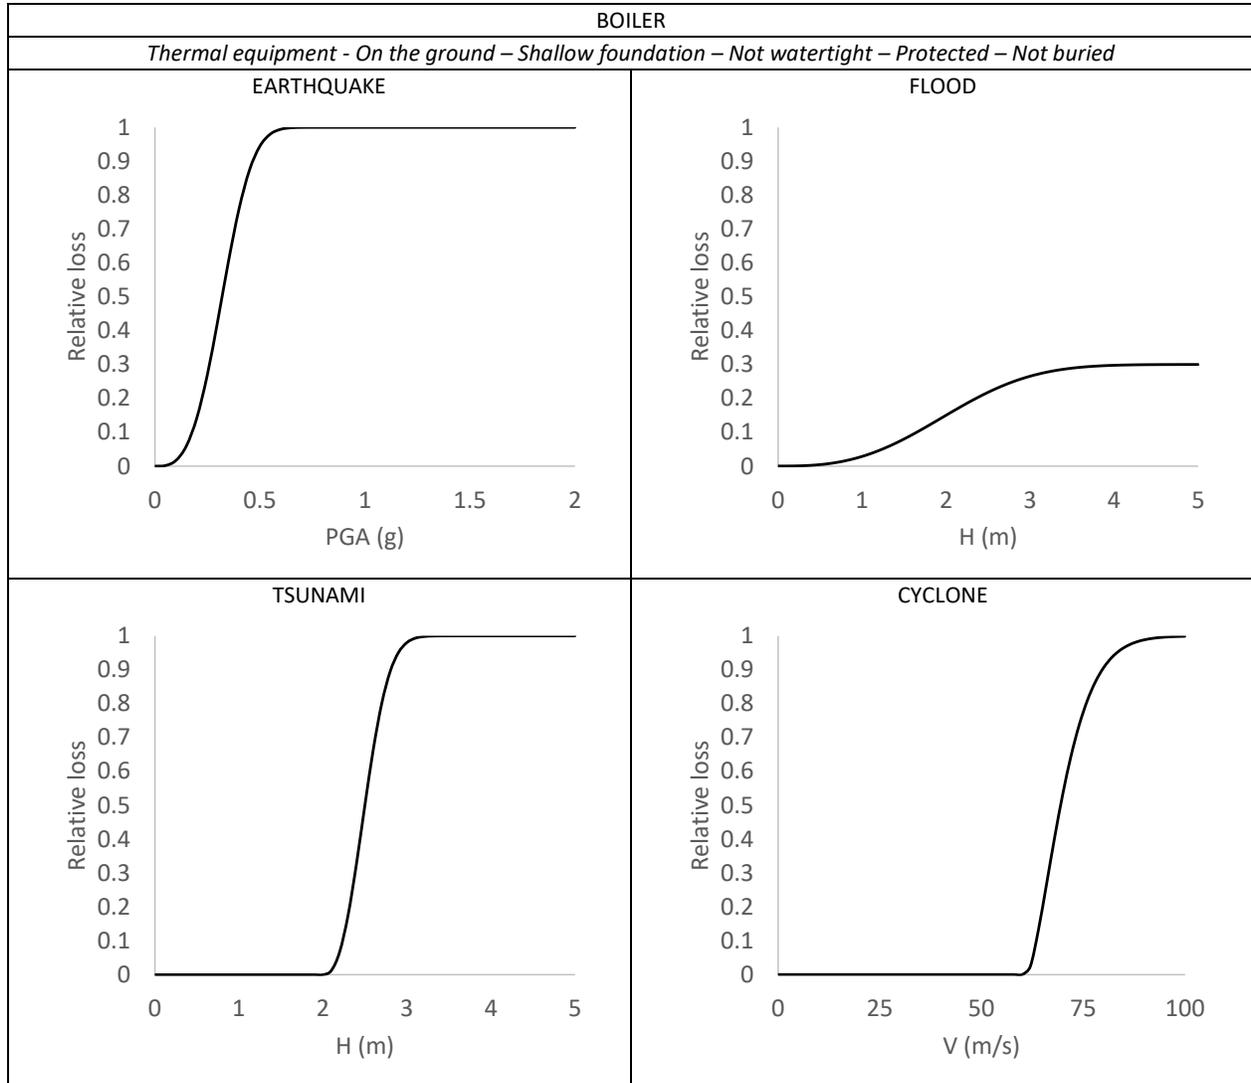 BOILER
Thermal equipment - On the ground – Shallow foundation – Not watertight – Protected – Not buried
EARTHQUAKE
1
0.9
0.8
0.7
0.6
0.5
0.4
0.3
0.2
0.1
0
Relative loss
0 0.5 1 1.5 2
PGA (g)
FLOOD
1
0.9
0.8
0.7
0.6
0.5
0.4
0.3
0.2
0.1
0
Relative loss
0 1 2 3 4 5
H (m)
TSUNAMI
1
0.9
0.8
0.7
0.6
0.5
0.4
0.3
0.2
0.1
0
Relative loss
0 1 2 3 4 5
H (m)
CYCLONE
1
0.9
0.8
0.7
0.6
0.5
0.4
0.3
0.2
0.1
0
Relative loss
0 25 50 75 100
V (m/s)